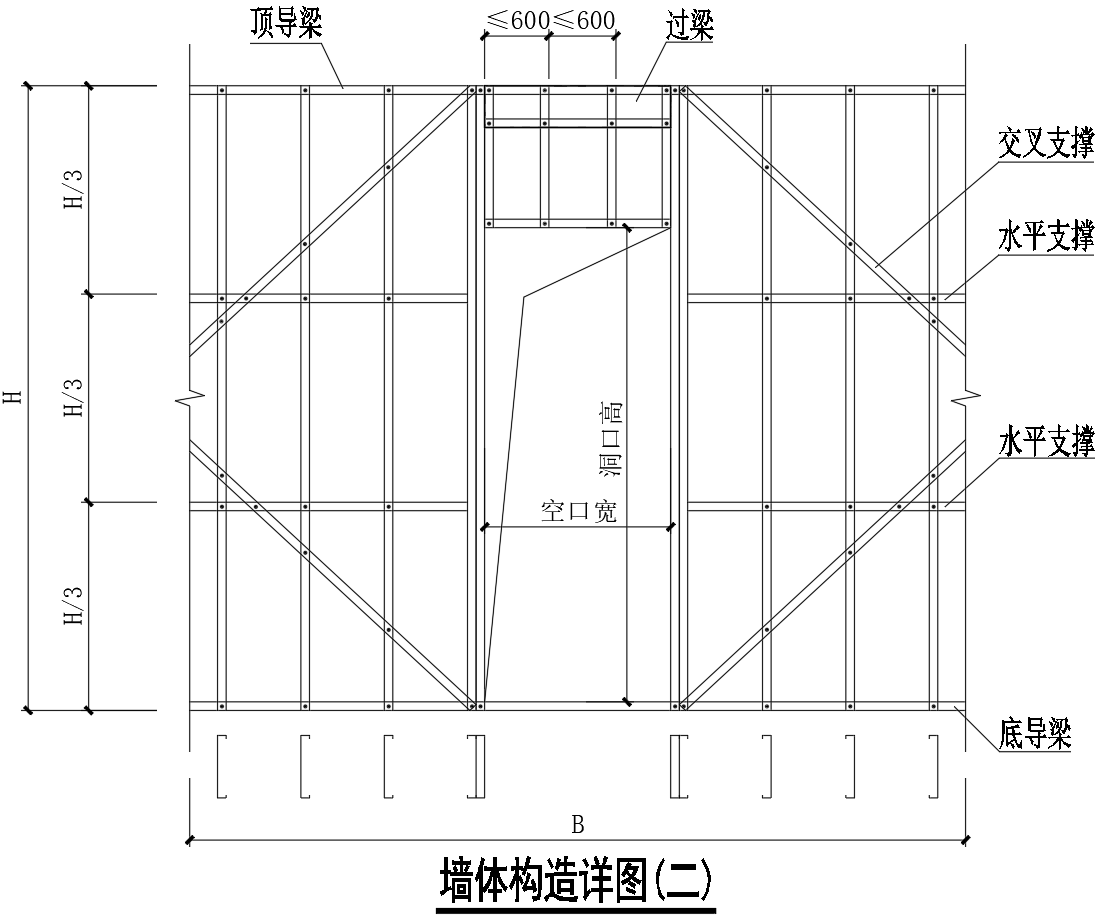 ≤600
≤600
顶导梁
过梁
交叉支撑
H/3
水平支撑
H/3
H
洞口高
水平支撑
空口宽
H/3
底导梁
B
墙体构造详图(二)